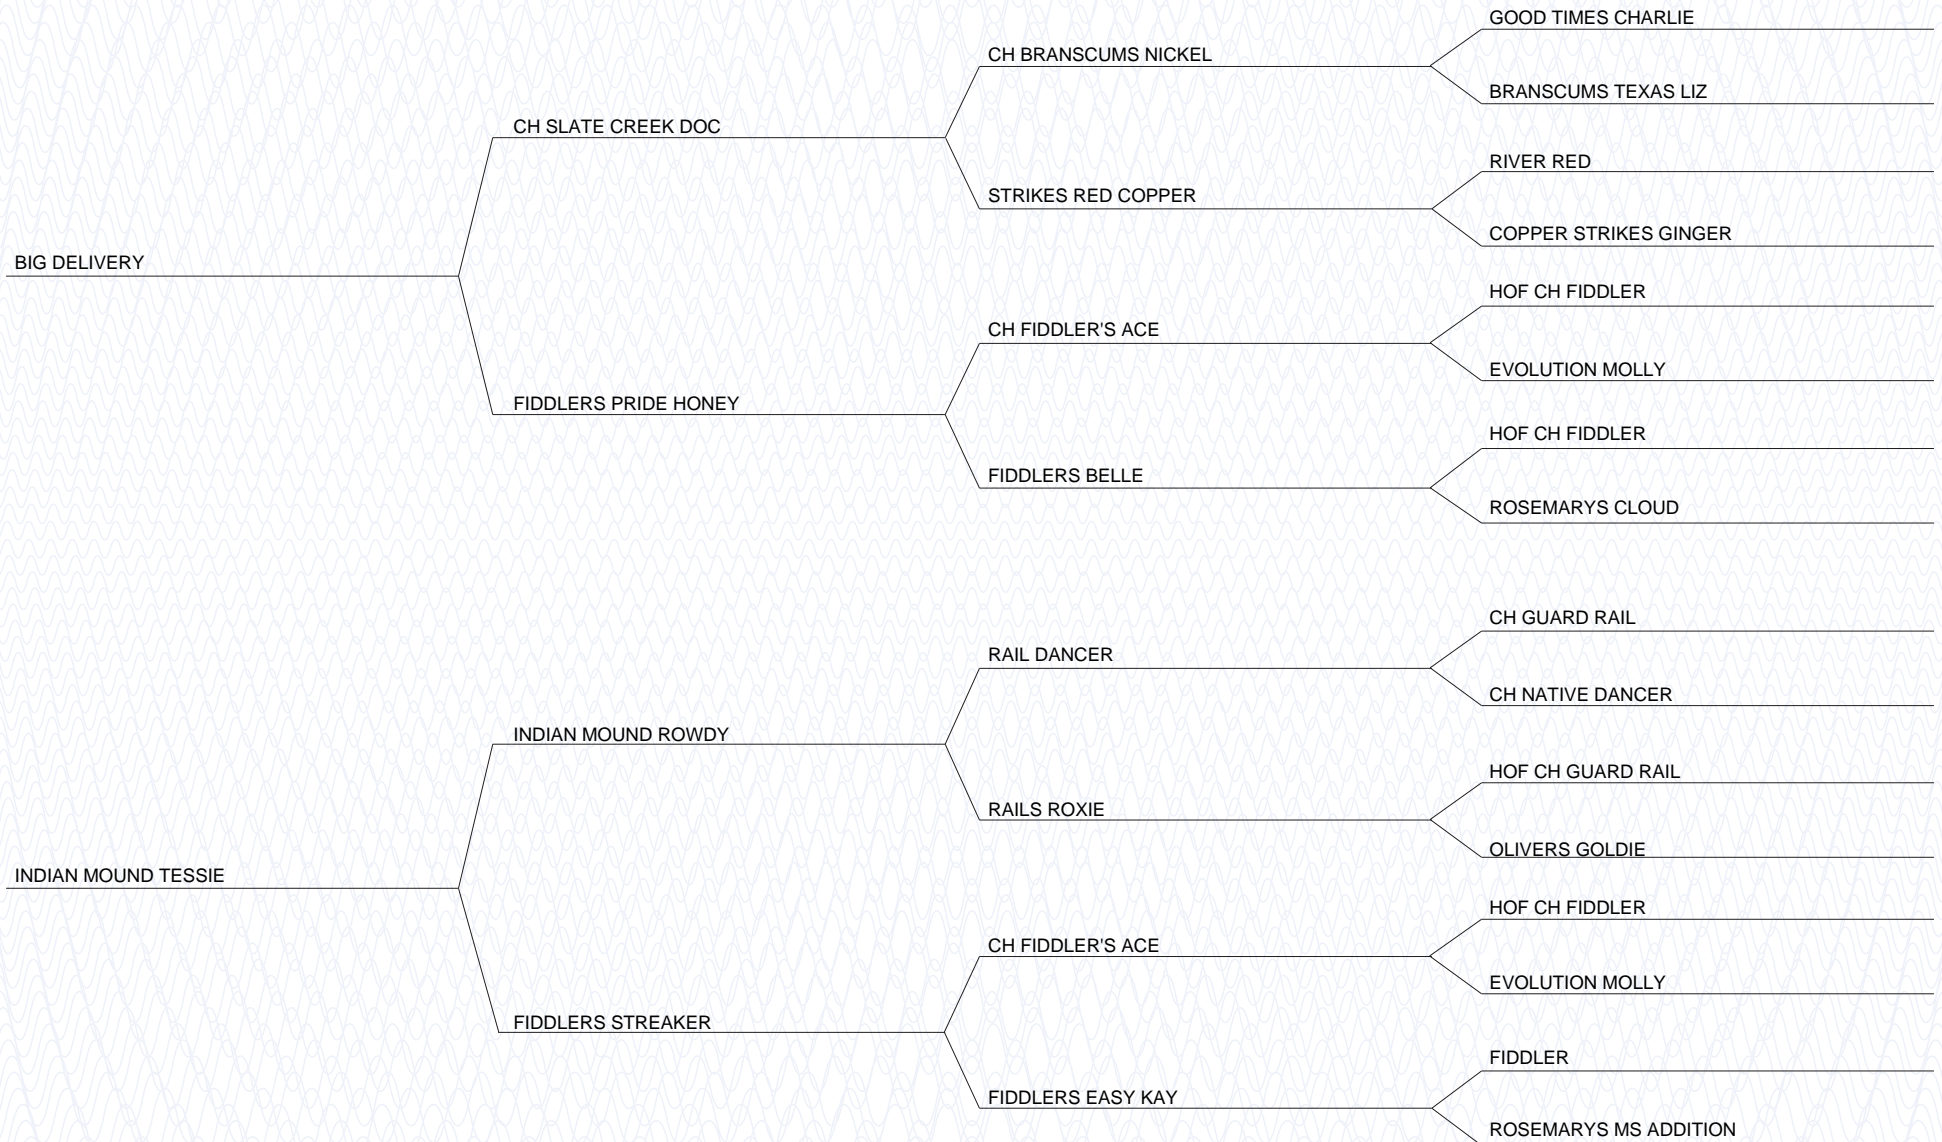 GOOD TIMES CHARLIE
CH BRANSCUMS NICKEL
BRANSCUMS TEXAS LIZ
CH SLATE CREEK DOC
RIVER RED
STRIKES RED COPPER
COPPER STRIKES GINGER
BIG DELIVERY
HOF CH FIDDLER
CH FIDDLER'S ACE
EVOLUTION MOLLY
FIDDLERS PRIDE HONEY
HOF CH FIDDLER
FIDDLERS BELLE
ROSEMARYS CLOUD
CH GUARD RAIL
RAIL DANCER
CH NATIVE DANCER
INDIAN MOUND ROWDY
HOF CH GUARD RAIL
RAILS ROXIE
OLIVERS GOLDIE
INDIAN MOUND TESSIE
HOF CH FIDDLER
CH FIDDLER'S ACE
EVOLUTION MOLLY
FIDDLERS STREAKER
FIDDLER
FIDDLERS EASY KAY
ROSEMARYS MS ADDITION